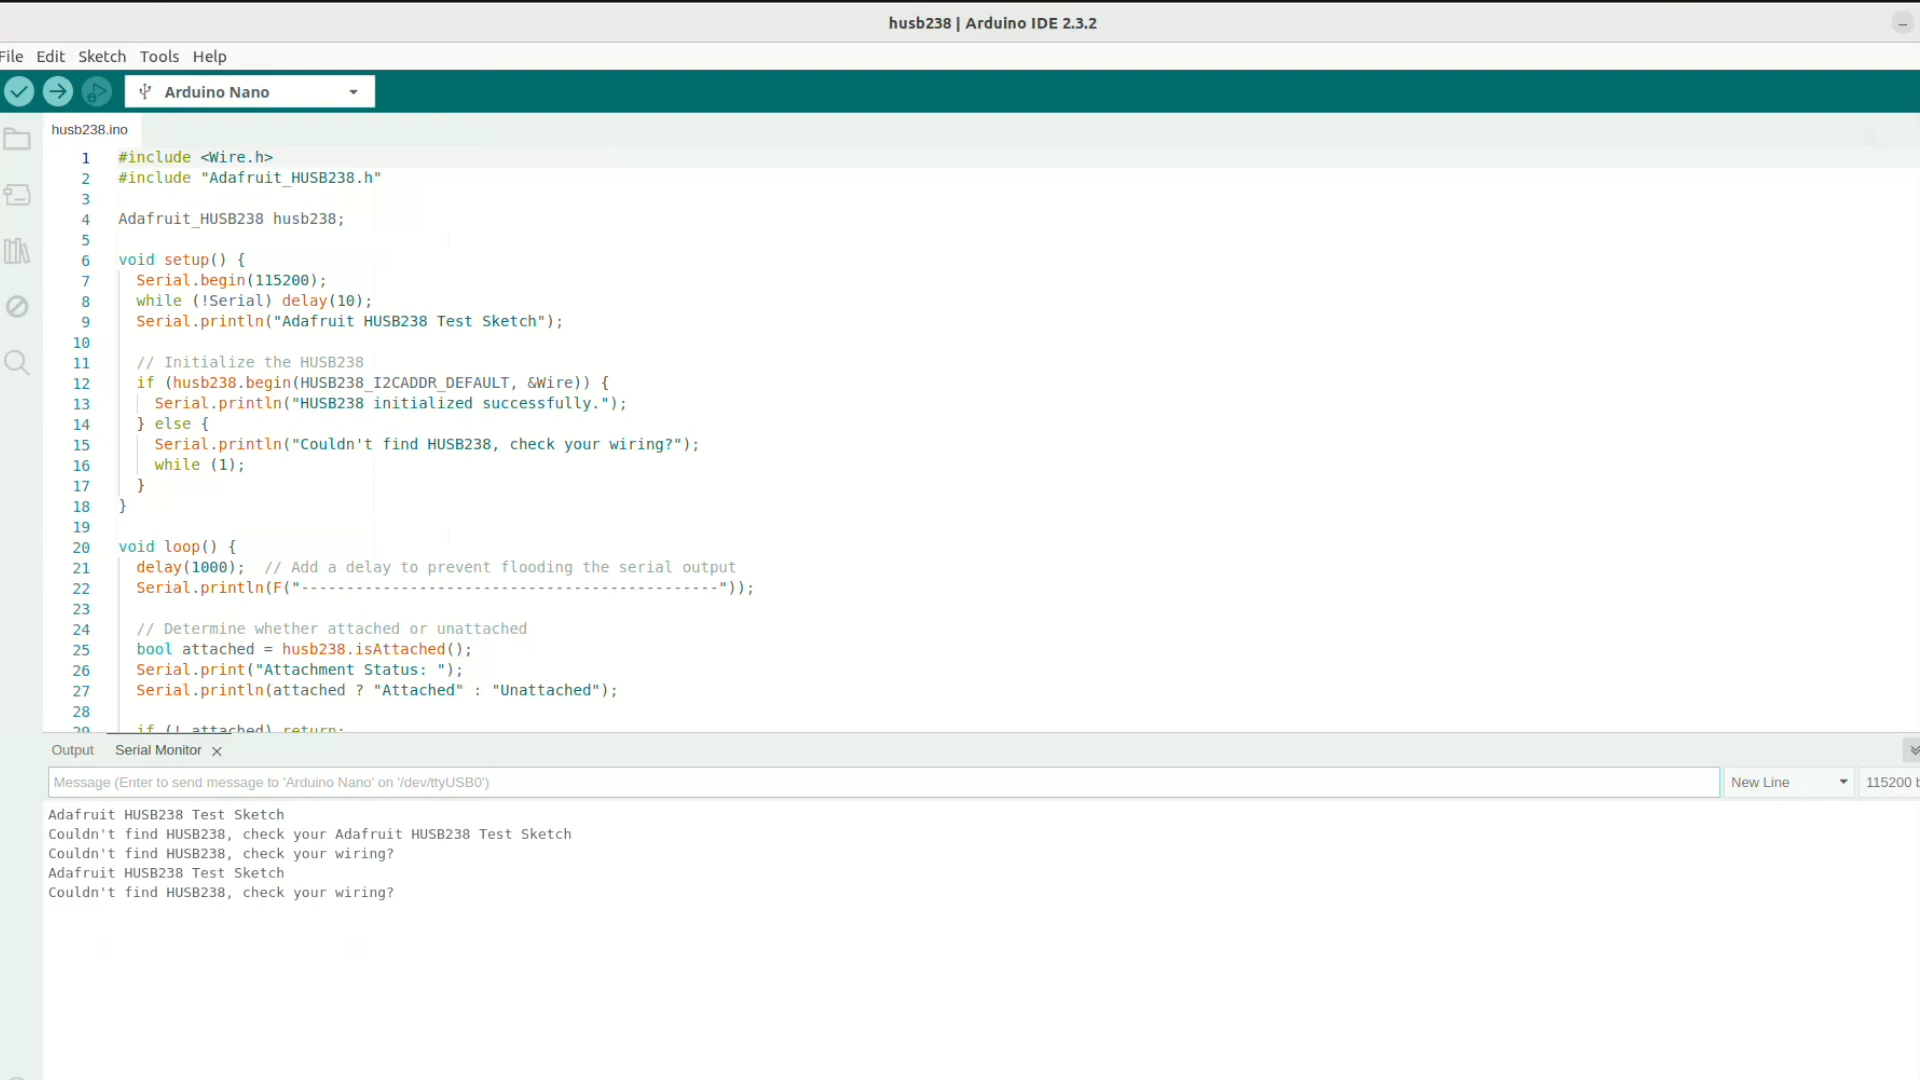 husb238 | Arduino IDE 2.3.2
File Edit Sketch Tools Help
Arduino Nano
husb238.ino
1 #include <Wire.h>
2 #include "Adafruit_HUSB238.h"
3
4 Adafruit_HUSB238 husb238;
5
6 void setup() {
7 Serial.begin(115200);
8 while (!Serial) delay(10);
9 Serial.println("Adafruit HUSB238 Test Sketch");
10
11 // Initialize the HUSB238
12 if (husb238.begin(HUSB238_I2CADDR_DEFAULT, &Wire)) {
13 Serial.println("HUSB238 initialized successfully.");
14 } else {
15 Serial.println("Couldn't find HUSB238, check your wiring?");
16 while (1);
17 }
18 }
19
20 void loop() {
21 delay(1000); // Add a delay to prevent flooding the serial output
22 Serial.println(F("----------------------------------------------"));
23
24 // Determine whether attached or unattached
25 bool attached = husb238.isAttached();
26 Serial.print("Attachment Status: ");
27 Serial.println(attached ? "Attached" : "Unattached");
28
29 if (! attached) return;
Output Serial Monitor
Message (Enter to send message to 'Arduino Nano' on '/dev/ttyUSB0') New Line 115200 b
Adafruit HUSB238 Test Sketch
Couldn't find HUSB238, check your Adafruit HUSB238 Test Sketch
Couldn't find HUSB238, check your wiring?
Adafruit HUSB238 Test Sketch
Couldn't find HUSB238, check your wiring?